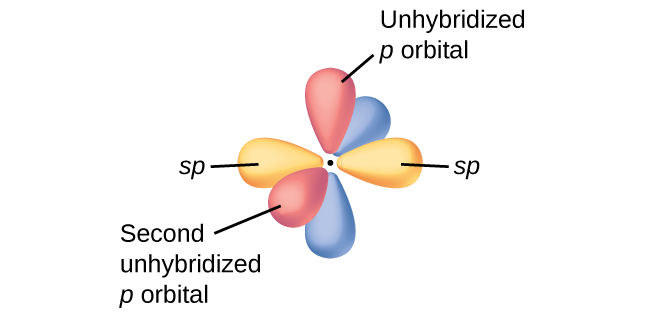 Unhybridized
p orbital
sp
sp
Second
unhybridized
p orbital